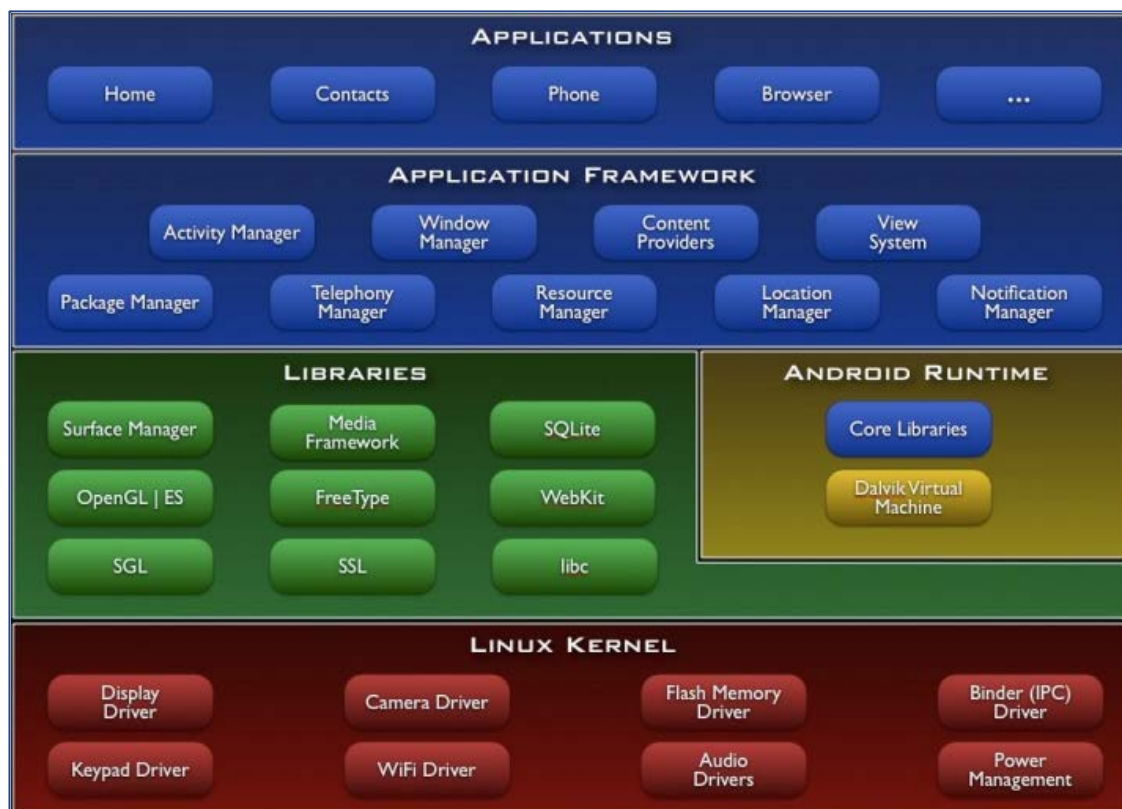 APPLICATIONS
Home Contacts Phone Browser ...
APPLICATION FRAMEWORK
Activity Manager
Window
Manager
Content
Providers
View
System
Package Manager
Telephony
Manager
Resource
Manager
Location
Manager
Notification
Manager
LIBRARIES
Surface Manager
Media
Framework
SQLite
OpenGL | ES
FreeType
WebKit
SGL
SSL
libc
ANDROID RUNTIME
Core Libraries
Dalvik Virtual
Machine
LINUX KERNEL
Display
Driver
Camera Driver
Flash Memory
Driver
Binder (IPC)
Driver
Keypad Driver
WiFi Driver
Audio
Drivers
Power
Management